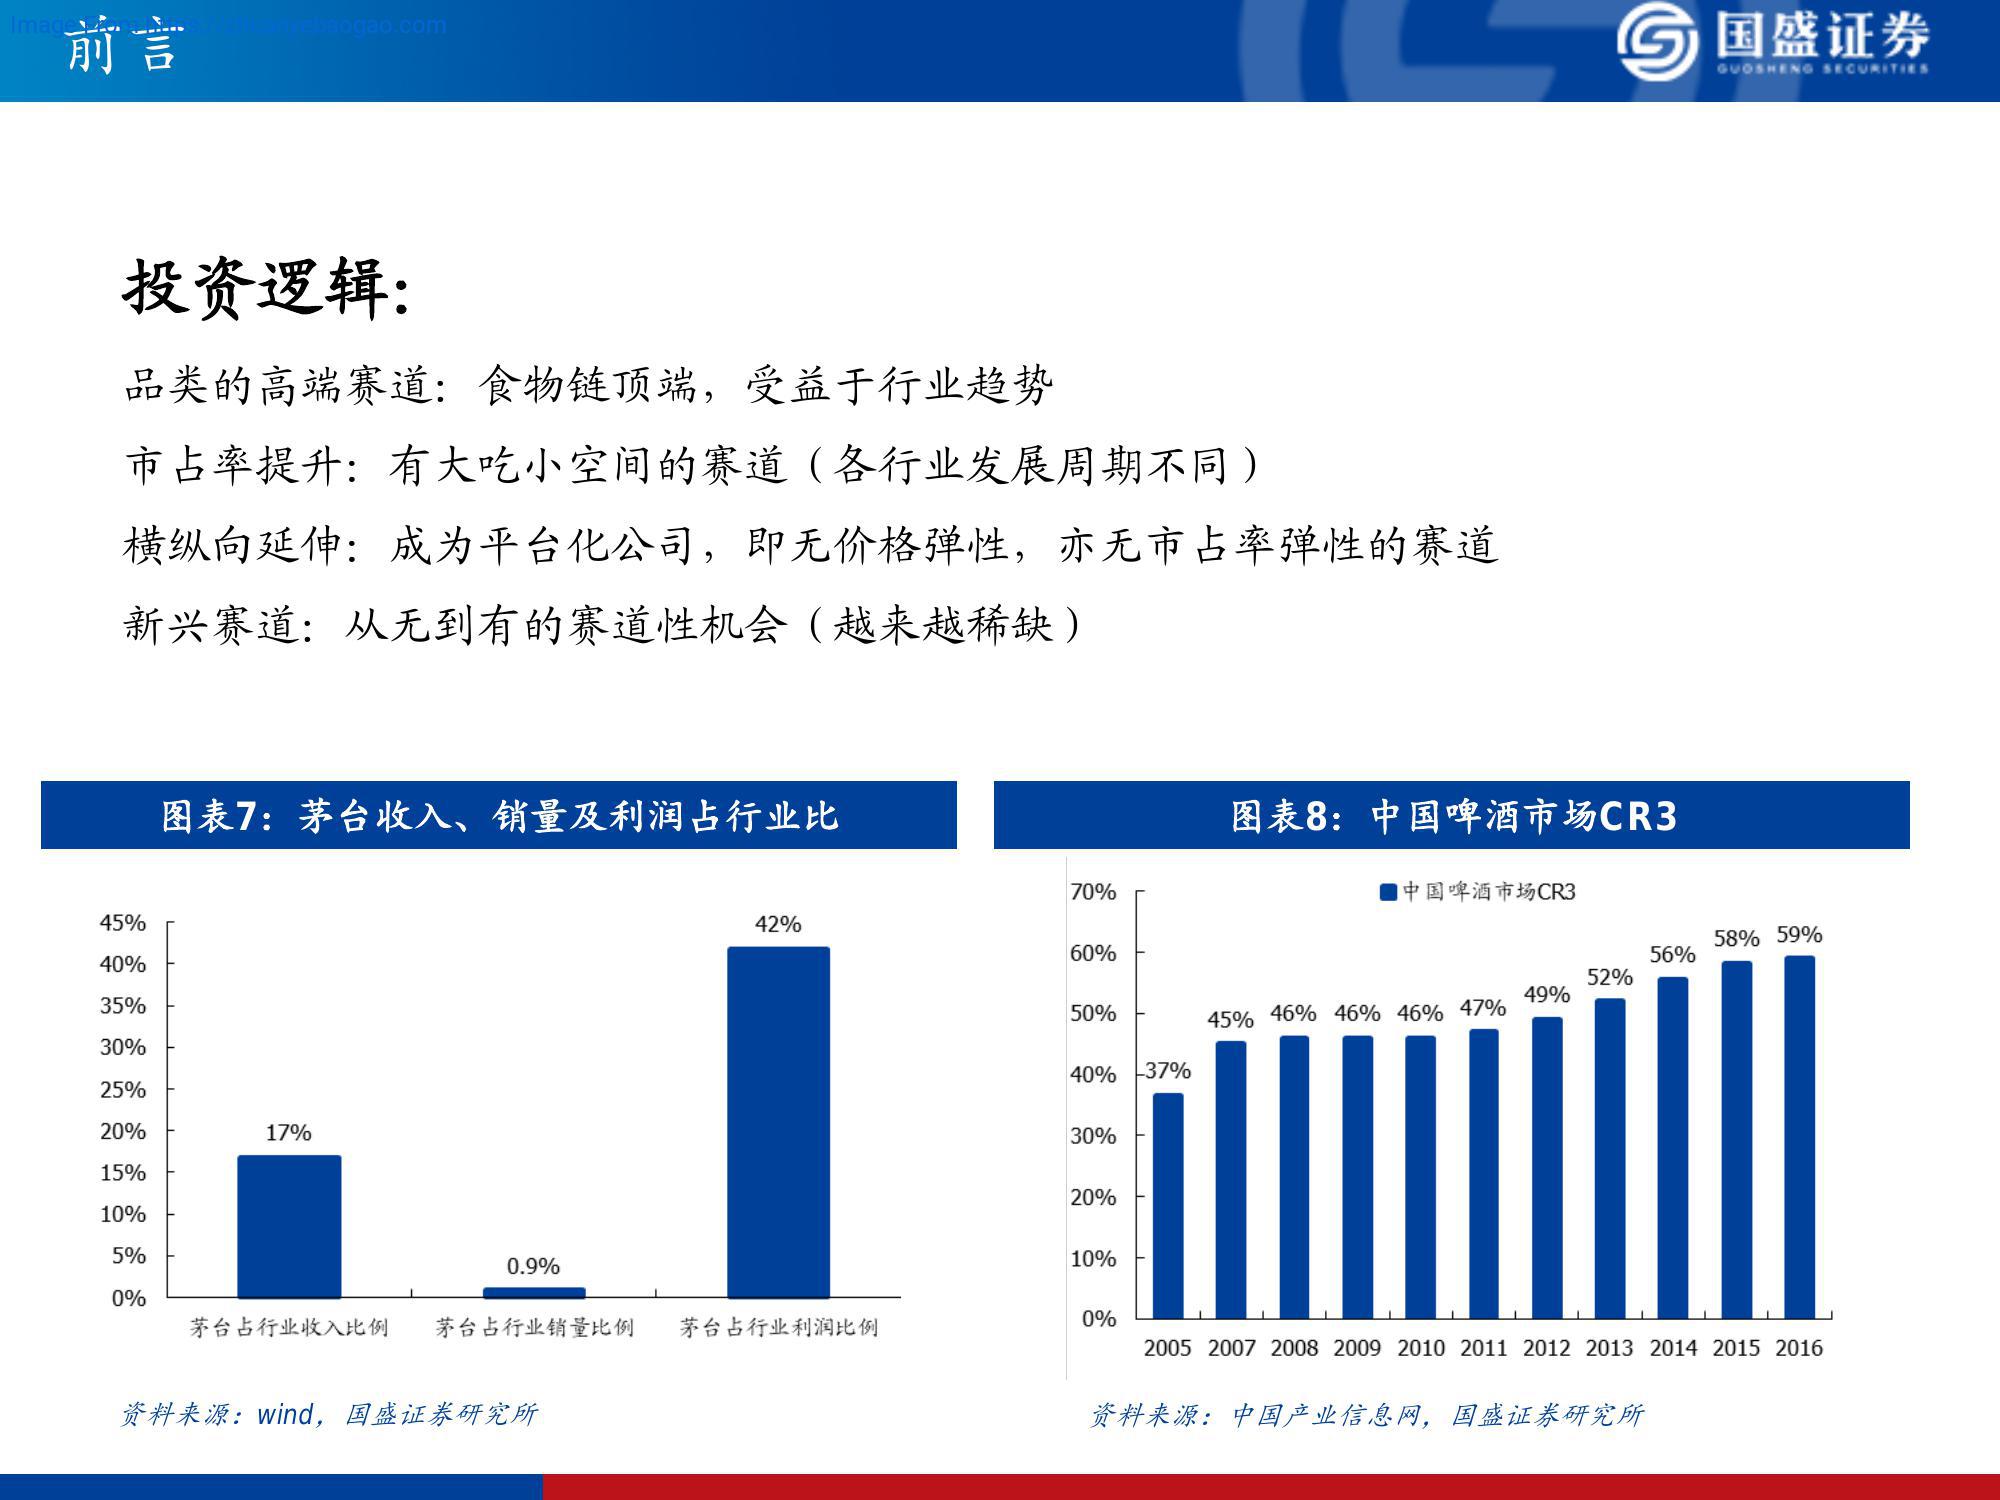 Image From https://zhuanyebaogao.com
前言
国盛证券
GUOSHENG SECURITIES
投资逻辑：
品类的高端赛道：食物链顶端，受益于行业趋势
市占率提升：有大吃小空间的赛道（各行业发展周期不同）
横纵向延伸：成为平台化公司，即无价格弹性，亦无市占率弹性的赛道
新兴赛道：从无到有的赛道性机会（越来越稀缺）
图表7：茅台收入、销量及利润占行业比
45%
40%
35%
30%
25%
20%
15%
10%
5%
0%
17%
0.9%
42%
茅台占行业收入比例 茅台占行业销量比例 茅台占行业利润比例
资料来源：wind，国盛证券研究所
图表8：中国啤酒市场CR3
中国啤酒市场CR3
70%
60%
50%
40%
30%
20%
10%
0%
37% 45% 46% 46% 46% 47% 49% 52% 56% 58% 59%
2005 2007 2008 2009 2010 2011 2012 2013 2014 2015 2016
资料来源：中国产业信息网，国盛证券研究所